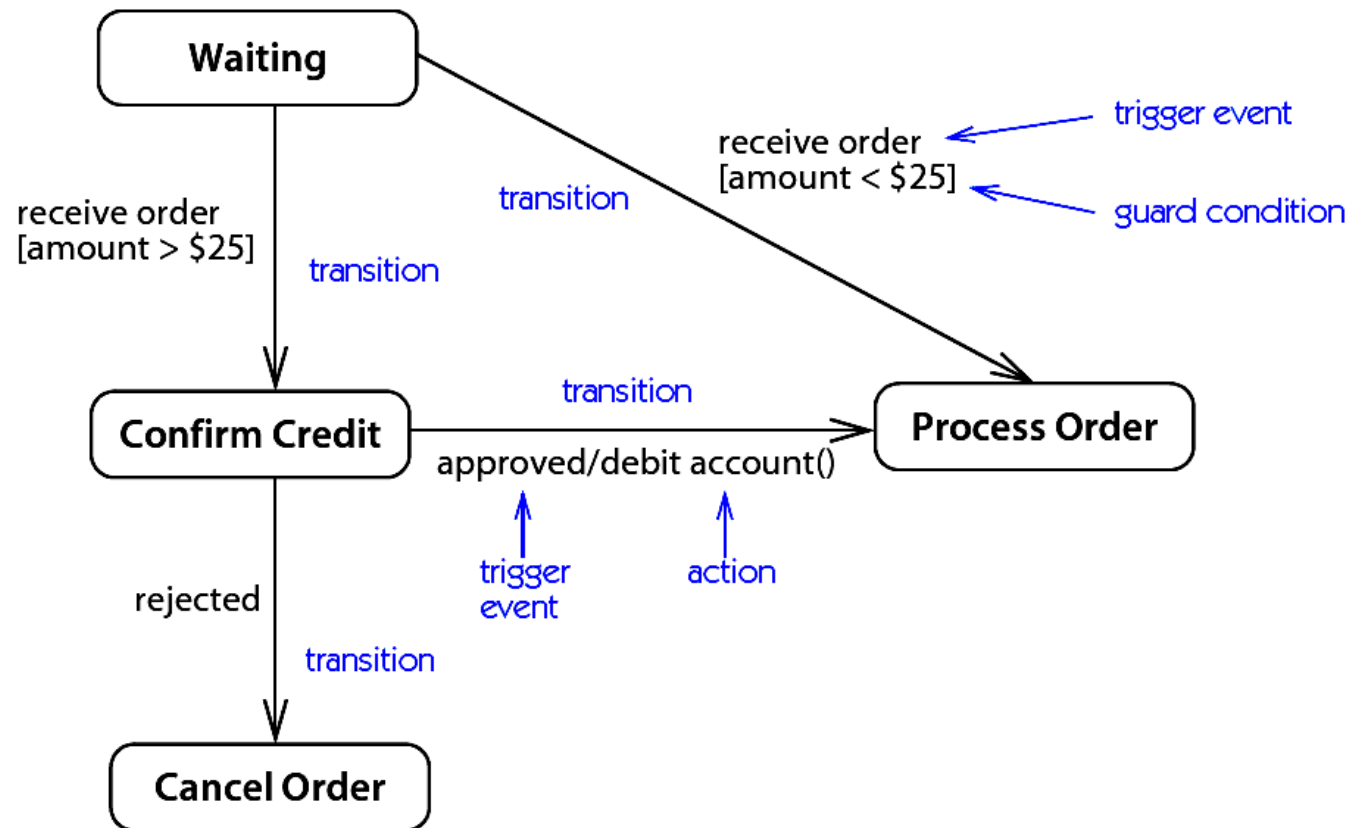 Waiting
trigger event
receive order
[amount < $25]
transition
guard condition
receive order
[amount > $25]
transition
transition
Confirm Credit
Process Order
approved/debit account()
trigger
event
action
rejected
transition
Cancel Order